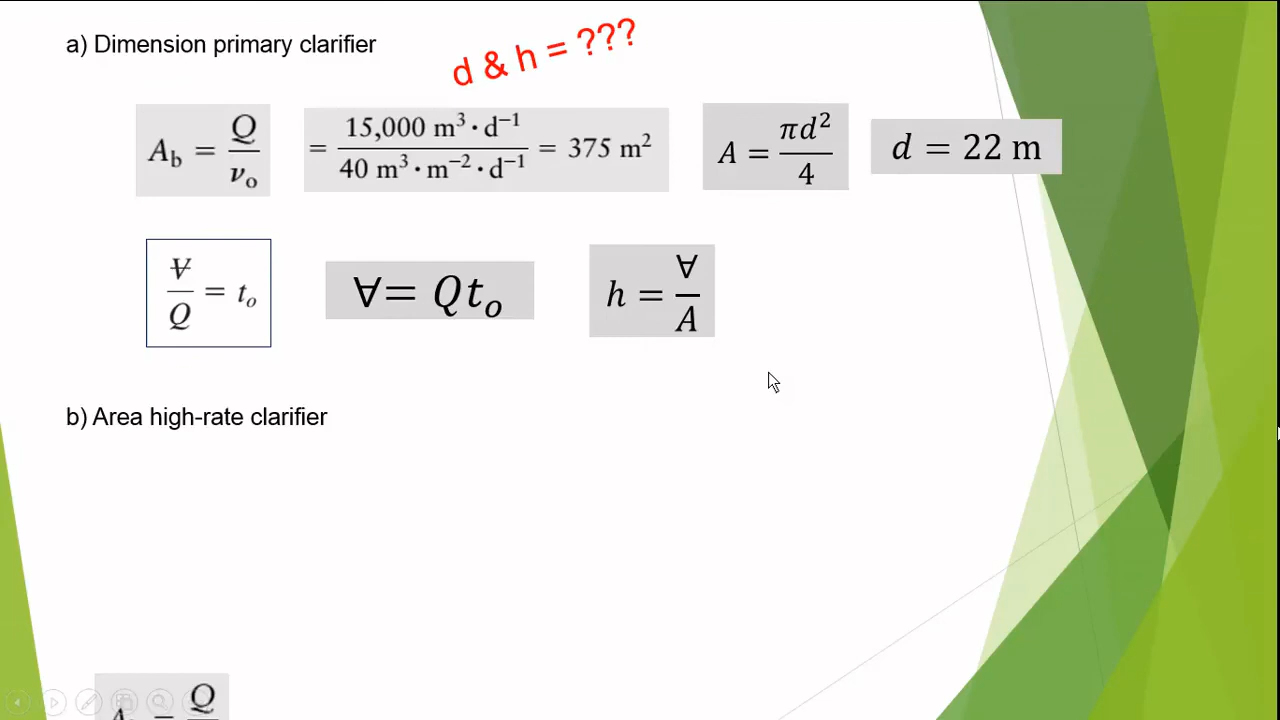 a) Dimension primary clarifier
d & h = ???
A_b = Q / v_o = 15,000 m³ · d⁻¹ / 40 m³ · m⁻² · d⁻¹ = 375 m² A = πd² / 4 d = 22 m
V̶ / Q = t_o ∀= Qt_o h = ∀ / A
b) Area high-rate clarifier
Q